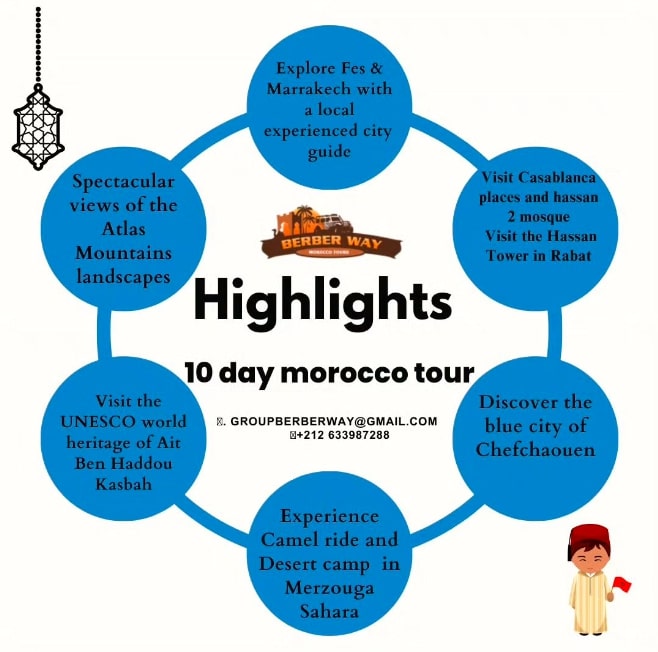 Explore Fes &
Marrakech with
a local
experienced city
guide
Spectacular
views of the
Atlas
Mountains
landscapes
Visit Casablanca
places and hassan
2 mosque
Visit the Hassan
Tower in Rabat
BERBER WAY
MOROCCO TOURS
Highlights
10 day morocco tour
. GROUPBERBERWAY@GMAIL.COM
+212 633987288
Visit the
UNESCO world
heritage of Ait
Ben Haddou
Kasbah
Discover the
blue city of
Chefchaouen
Experience
Camel ride and
Desert camp in
Merzouga
Sahara